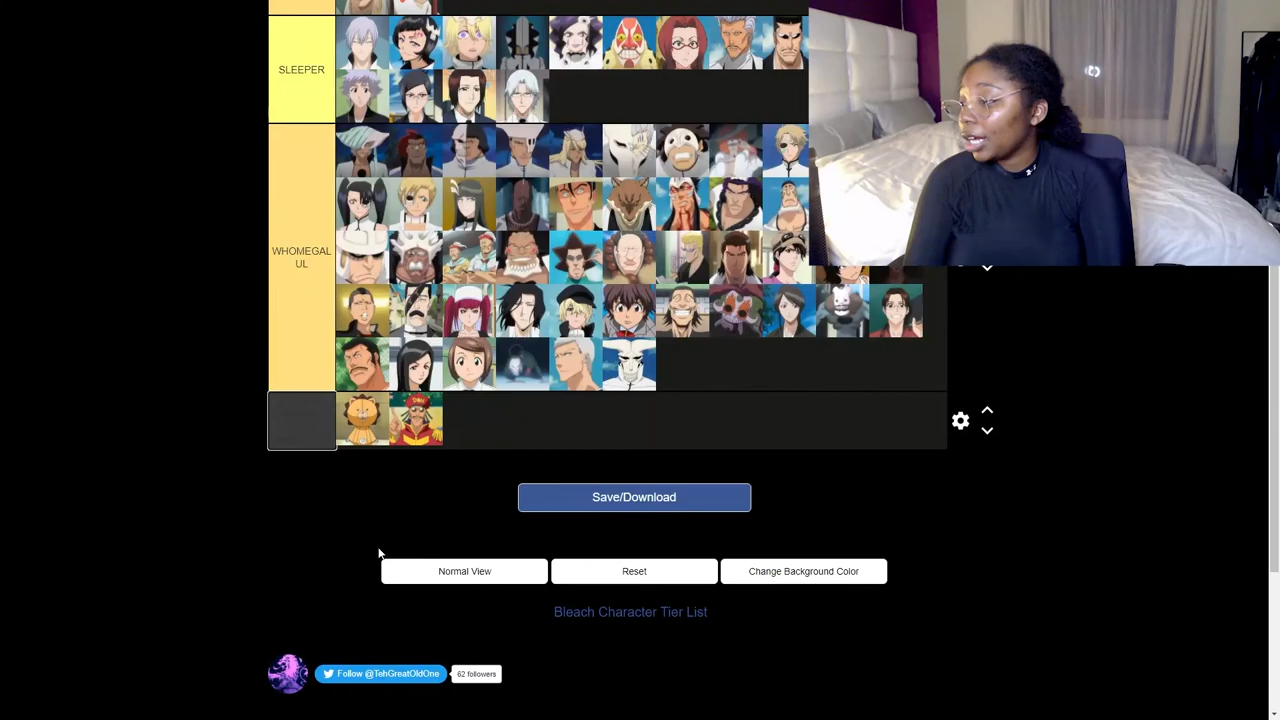 SLEEPER
WHOMEGAL
UL
Save/Download
Normal View
Reset
Change Background Color
Bleach Character Tier List
Follow @TehGreatOldOne
62 followers